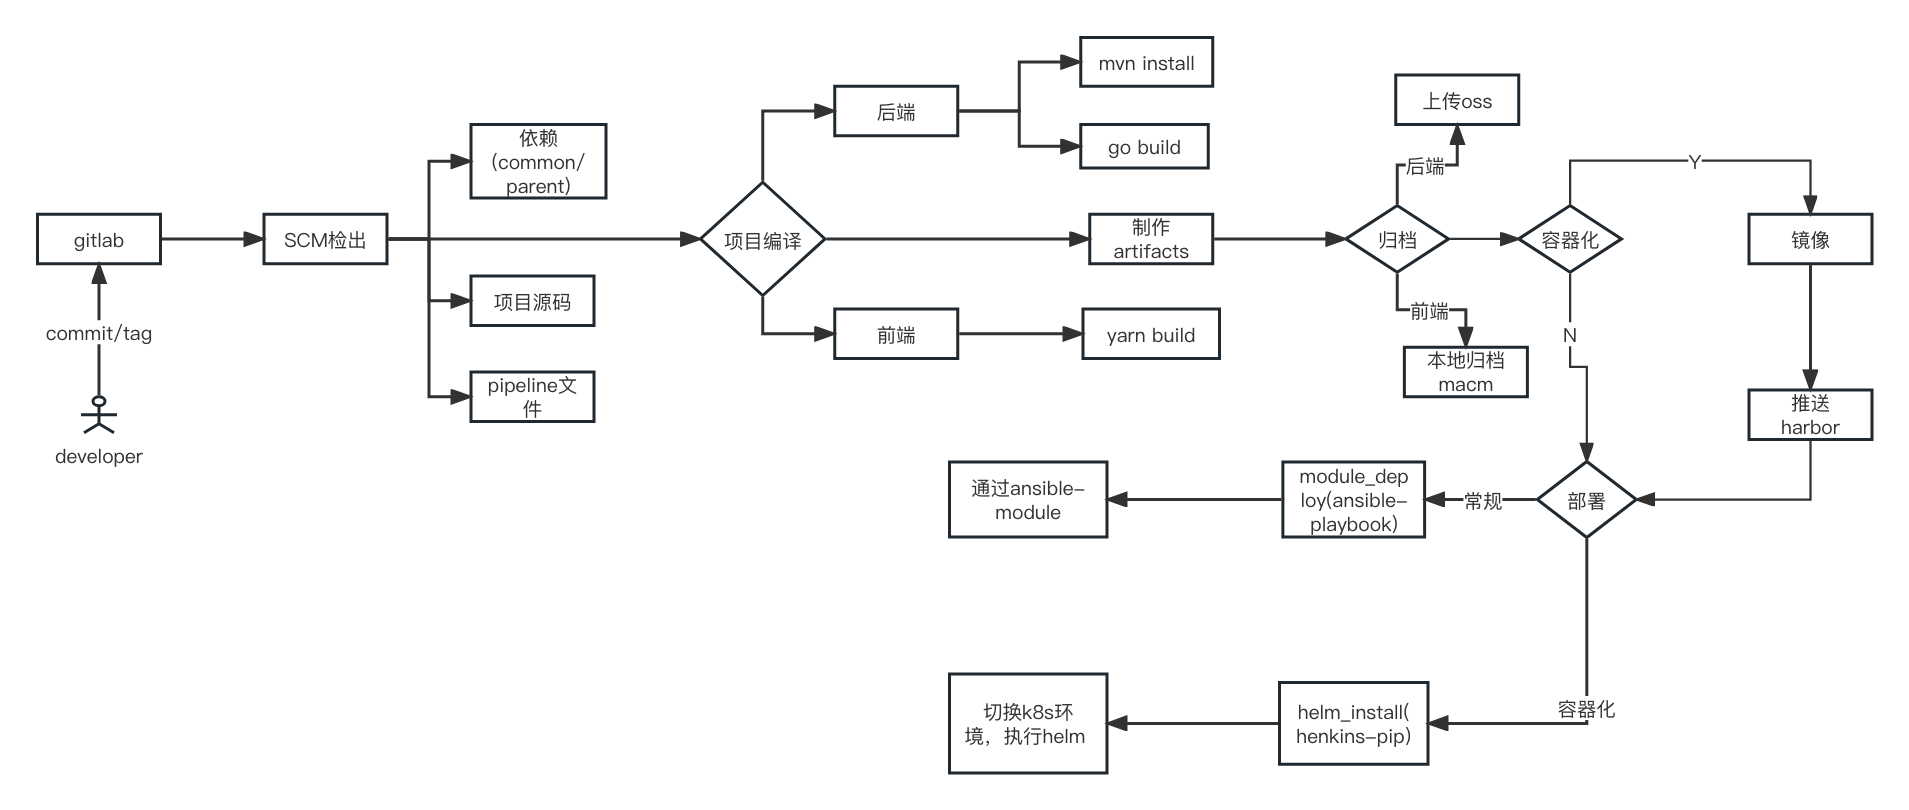 gitlab
commit/tag
developer
SCM检出
依赖
(common/
parent)
项目源码
pipeline文
件
项目编译
后端
mvn install
go build
制作
artifacts
前端
yarn build
归档
后端
上传oss
前端
本地归档
macm
容器化
Y
N
镜像
推送
harbor
部署
常规
module_dep
loy(ansible-
playbook)
通过ansible-
module
容器化
helm_install(
henkins-pip)
切换k8s环
境，执行helm